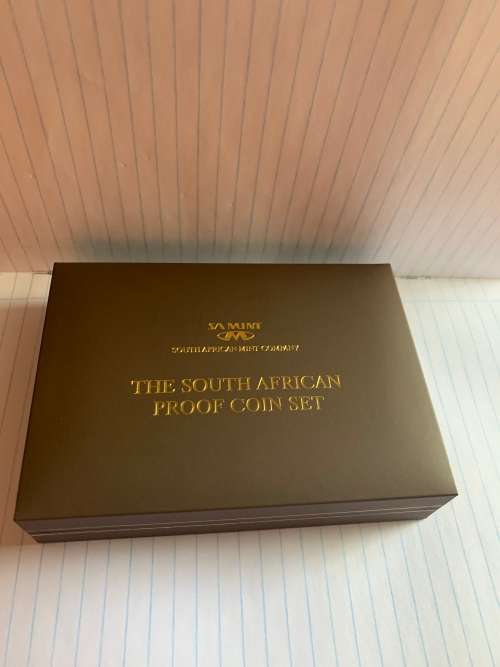 SA MINT
SOUTH AFRICAN MINT COMPANY
THE SOUTH AFRICAN
PROOF COIN SET